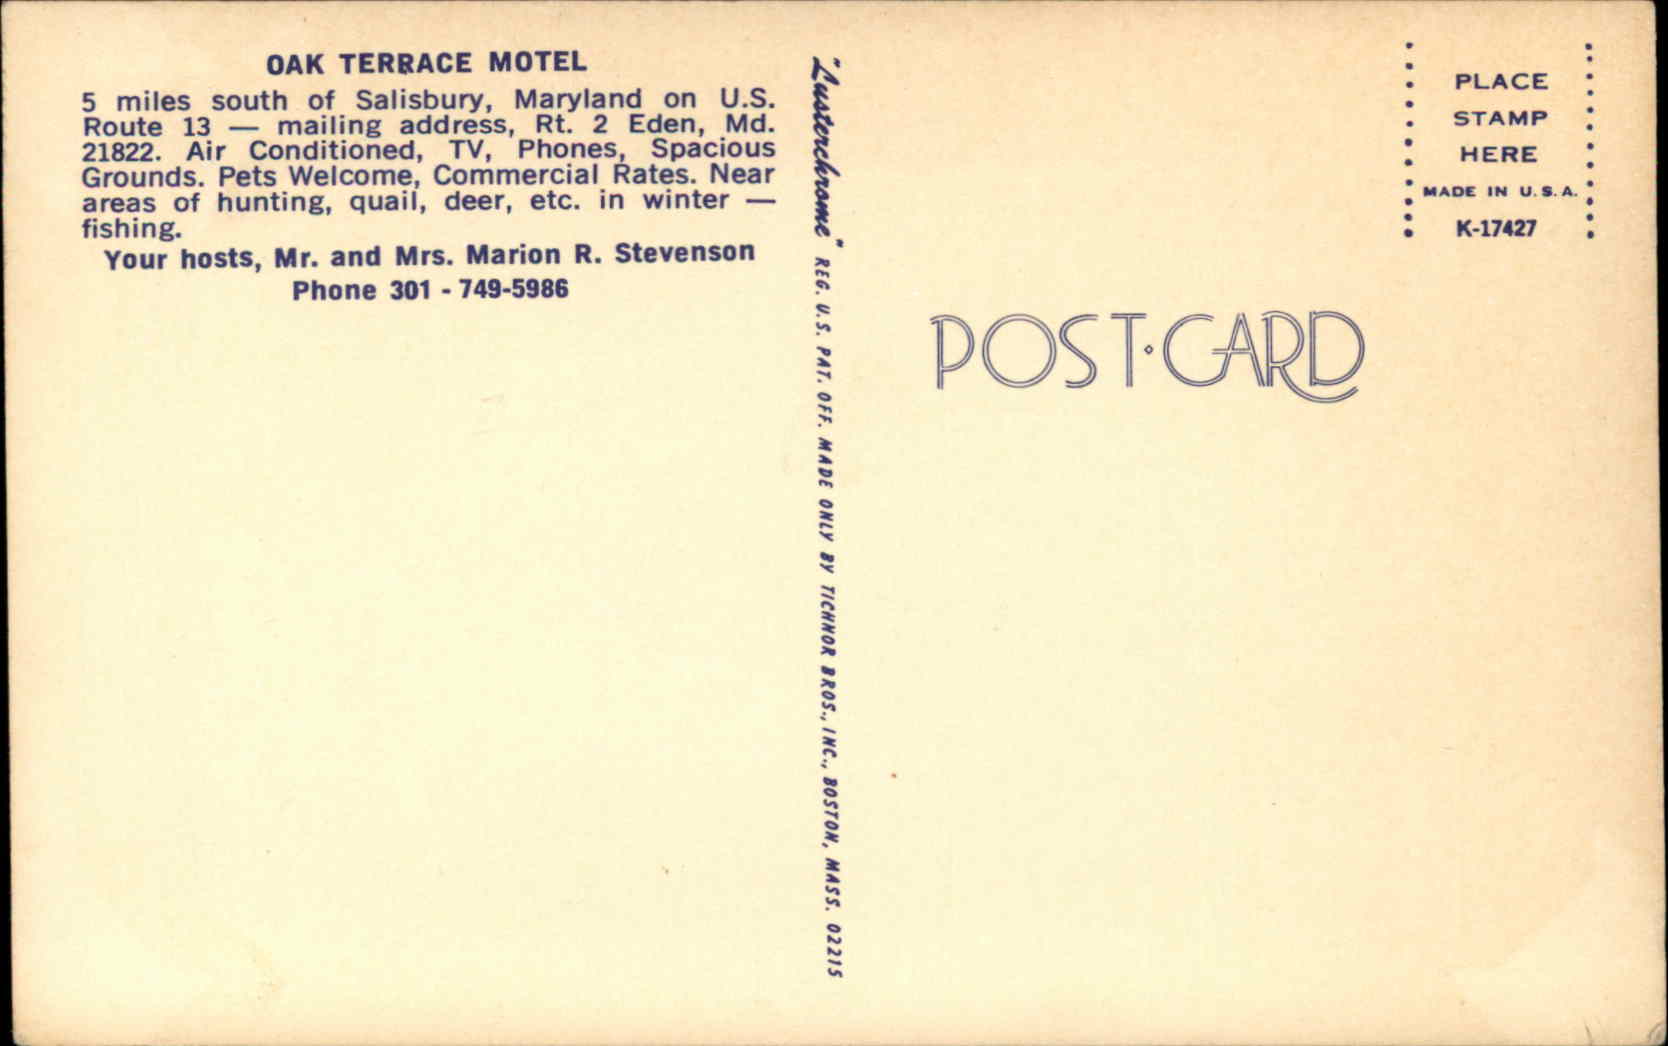 OAK TERRACE MOTEL
5 miles south of Salisbury, Maryland on U.S.
Route 13 — mailing address, Rt. 2 Eden, Md.
21822. Air Conditioned, TV, Phones, Spacious
Grounds. Pets Welcome, Commercial Rates. Near
areas of hunting, quail, deer, etc. in winter —
fishing.
Your hosts, Mr. and Mrs. Marion R. Stevenson
Phone 301 - 749-5986
"Lusterchrome" REG. U.S. PAT. OFF. MADE ONLY BY TICHNOR BROS., INC., BOSTON, MASS. 02215
PLACE
STAMP
HERE
MADE IN U.S.A.
K-17427
POST·CARD